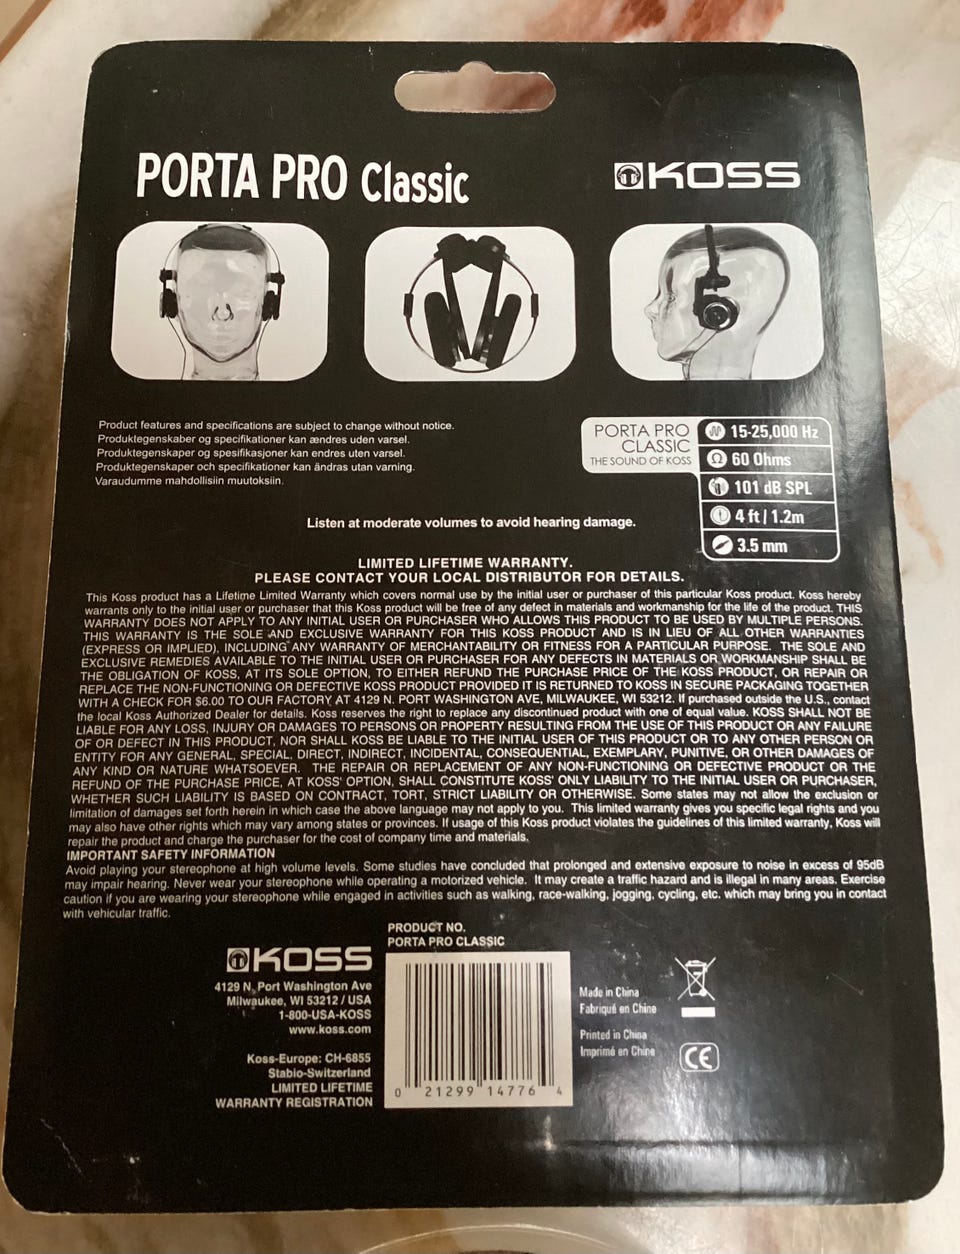 PORTA PRO Classic
KOSS
Product features and specifications are subject to change without notice.
Produktegenskaber og specifikationer kan ændres uden varsel.
Produktegenskaper og spesifikasjoner kan endres uten varsel.
Produktegenskaper och specifikationer kan ändras utan varning.
Varaudumme mahdollisiin muutoksiin.
PORTA PRO
CLASSIC
THE SOUND OF KOSS
15-25,000 Hz
60 Ohms
101 dB SPL
4 ft / 1.2m
3.5 mm
Listen at moderate volumes to avoid hearing damage.
LIMITED LIFETIME WARRANTY.
PLEASE CONTACT YOUR LOCAL DISTRIBUTOR FOR DETAILS.
This Koss product has a Lifetime Limited Warranty which covers normal use by the initial user or purchaser of this particular Koss product. Koss hereby
warrants only to the initial user or purchaser that this Koss product will be free of any defect in materials and workmanship for the life of the product. THIS
WARRANTY DOES NOT APPLY TO ANY INITIAL USER OR PURCHASER WHO ALLOWS THIS PRODUCT TO BE USED BY MULTIPLE PERSONS.
THIS WARRANTY IS THE SOLE AND EXCLUSIVE WARRANTY FOR THIS KOSS PRODUCT AND IS IN LIEU OF ALL OTHER WARRANTIES
(EXPRESS OR IMPLIED), INCLUDING ANY WARRANTY OF MERCHANTABILITY OR FITNESS FOR A PARTICULAR PURPOSE. THE SOLE AND
EXCLUSIVE REMEDIES AVAILABLE TO THE INITIAL USER OR PURCHASER FOR ANY DEFECTS IN MATERIALS OR WORKMANSHIP SHALL BE
THE OBLIGATION OF KOSS, AT ITS SOLE OPTION, TO EITHER REFUND THE PURCHASE PRICE OF THE KOSS PRODUCT, OR REPAIR OR
REPLACE THE NON-FUNCTIONING OR DEFECTIVE KOSS PRODUCT PROVIDED IT IS RETURNED TO KOSS IN SECURE PACKAGING TOGETHER
WITH A CHECK FOR $6.00 TO OUR FACTORY AT 4129 N. PORT WASHINGTON AVE, MILWAUKEE, WI 53212. If purchased outside the U.S., contact
the local Koss Authorized Dealer for details. Koss reserves the right to replace any discontinued product with one of equal value. KOSS SHALL NOT BE
LIABLE FOR ANY LOSS, INJURY OR DAMAGES TO PERSONS OR PROPERTY RESULTING FROM THE USE OF THIS PRODUCT OR ANY FAILURE
OF OR DEFECT IN THIS PRODUCT, NOR SHALL KOSS BE LIABLE TO THE INITIAL USER OF THIS PRODUCT OR TO ANY OTHER PERSON OR
ENTITY FOR ANY GENERAL, SPECIAL, DIRECT, INDIRECT, INCIDENTAL, CONSEQUENTIAL, EXEMPLARY, PUNITIVE, OR OTHER DAMAGES OF
ANY KIND OR NATURE WHATSOEVER. THE REPAIR OR REPLACEMENT OF ANY NON-FUNCTIONING OR DEFECTIVE PRODUCT OR THE
REFUND OF THE PURCHASE PRICE, AT KOSS' OPTION, SHALL CONSTITUTE KOSS' ONLY LIABILITY TO THE INITIAL USER OR PURCHASER,
WHETHER SUCH LIABILITY IS BASED ON CONTRACT, TORT, STRICT LIABILITY OR OTHERWISE. Some states may not allow the exclusion or
limitation of damages set forth herein in which case the above language may not apply to you. This limited warranty gives you specific legal rights and you
may also have other rights which may vary among states or provinces. If usage of this Koss product violates the guidelines of this limited warranty, Koss will
repair the product and charge the purchaser for the cost of company time and materials.
IMPORTANT SAFETY INFORMATION
Avoid playing your stereophone at high volume levels. Some studies have concluded that prolonged and extensive exposure to noise in excess of 95dB
may impair hearing. Never wear your stereophone while operating a motorized vehicle. It may create a traffic hazard and is illegal in many areas. Exercise
caution if you are wearing your stereophone while engaged in activities such as walking, race-walking, jogging, cycling, etc. which may bring you in contact
with vehicular traffic.
PRODUCT NO.
PORTA PRO CLASSIC
KOSS
4129 N. Port Washington Ave
Milwaukee, WI 53212 / USA
1-800-USA-KOSS
www.koss.com
Koss-Europe: CH-6855
Stabio-Switzerland
LIMITED LIFETIME
WARRANTY REGISTRATION
0 21299 14776 4
Made in China
Fabriqué en Chine
Printed in China
Imprimé en Chine
CE